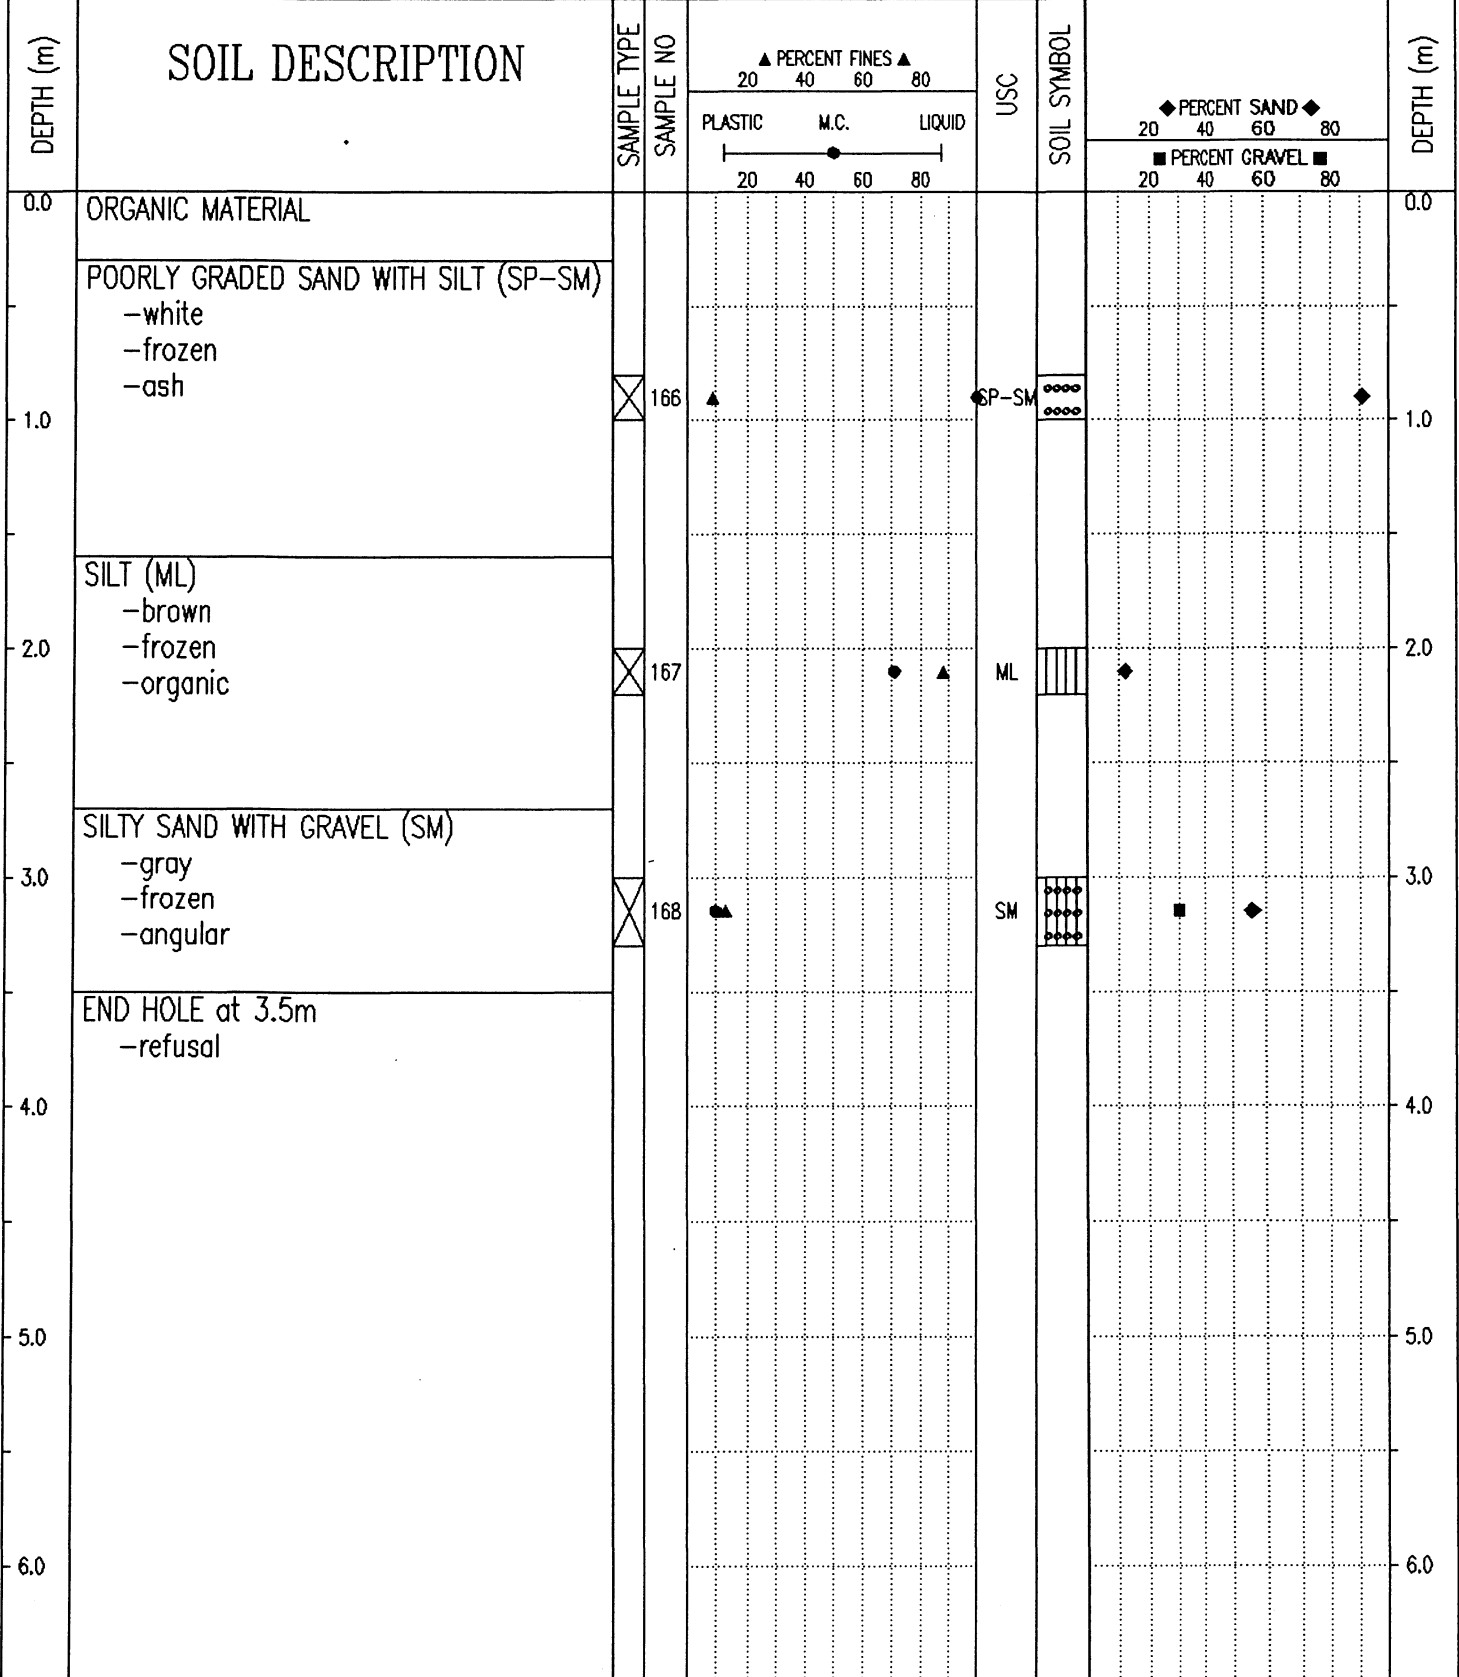 DEPTH (m)
SOIL DESCRIPTION
SAMPLE TYPE
SAMPLE NO
▲ PERCENT FINES ▲
20 40 60 80
PLASTIC M.C. LIQUID
20 40 60 80
USC
SOIL SYMBOL
◆ PERCENT SAND ◆
20 40 60 80
■ PERCENT GRAVEL ■
20 40 60 80
DEPTH (m)
0.0
ORGANIC MATERIAL
0.0
POORLY GRADED SAND WITH SILT (SP-SM)
-white
-frozen
-ash
166
SP-SM
1.0
1.0
SILT (ML)
-brown
2.0
-frozen
2.0
-organic
167
ML
SILTY SAND WITH GRAVEL (SM)
-gray
3.0
3.0
-frozen
-angular
168
SM
END HOLE at 3.5m
-refusal
4.0
4.0
5.0
5.0
6.0
6.0